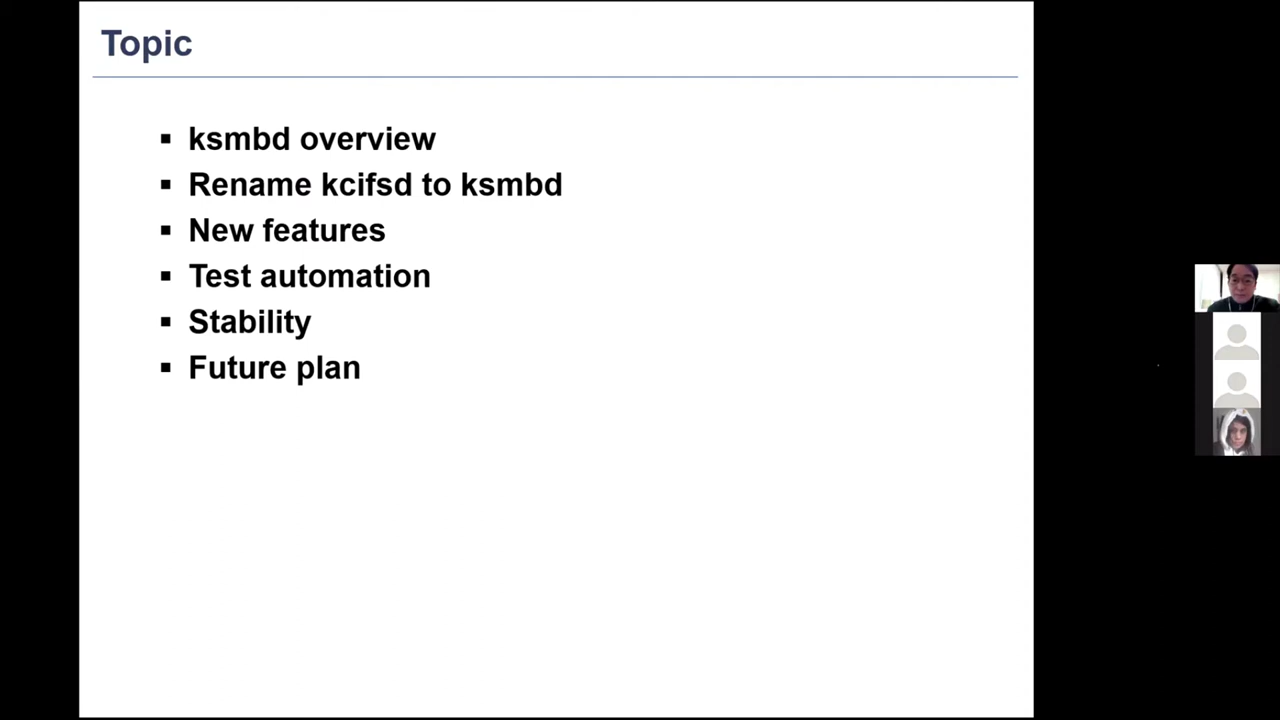 Topic
▪ ksmbd overview
▪ Rename kcifsd to ksmbd
▪ New features
▪ Test automation
▪ Stability
▪ Future plan